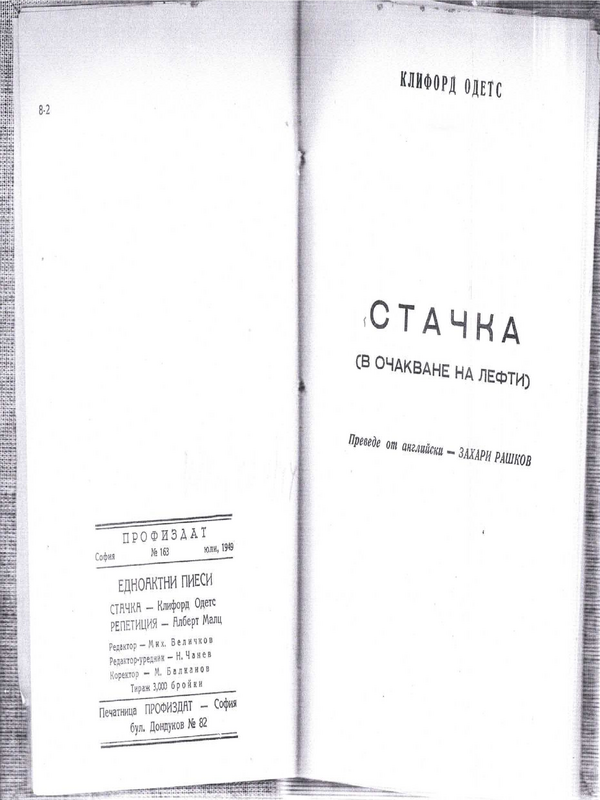 8-2
ПРОФИЗДАТ
София № 163 юли, 1949
ЕДНОАКТНИ ПИЕСИ
СТАЧКА — Клифорд Одетс
РЕПЕТИЦИЯ — Алберт Малц
Редактор — Мих. Величков
Редактор-уредник — Н. Чанев
Коректор — М. Балканов
Тираж 3,000 бройки
Печатница ПРОФИЗДАТ — София
бул. Дондуков № 82
КЛИФОРД ОДЕТС
СТАЧКА
(В ОЧАКВАНЕ НА ЛЕФТИ)
Преведе от английски — ЗАХАРИ РАШКОВ